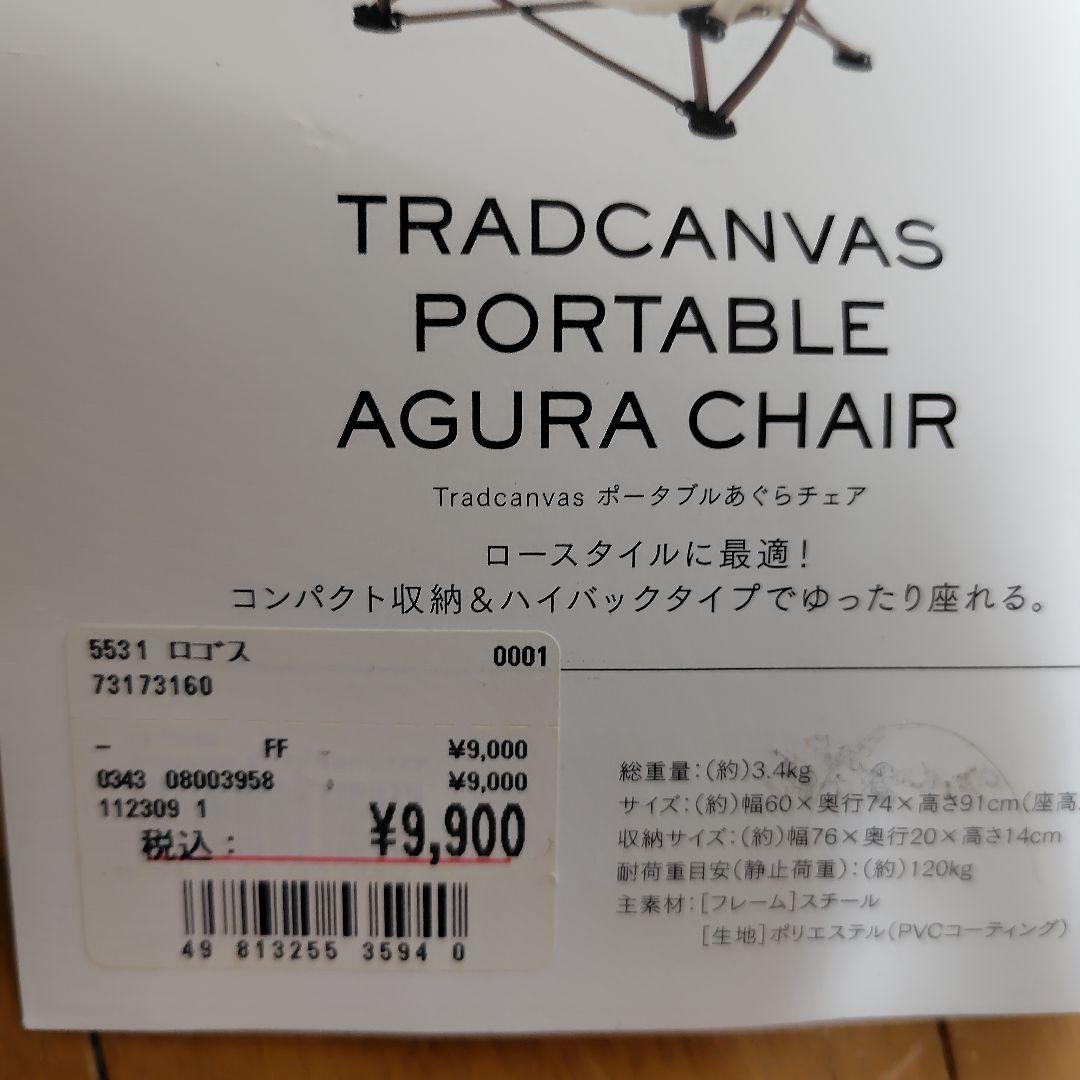 TRADCANVAS
PORTABLE
AGURA CHAIR
Tradcanvas ポータブルあぐらチェア
ロースタイルに最適!
コンパクト収納&ハイバックタイプでゆったり座れる。
5531 ロゴス 0001
73173160
- FF ¥9,000
0343 08003958 ¥9,000
112309 1
税込: ¥9,900
49 813255 3594 0
総重量:(約)3.4kg
サイズ:(約)幅60×奥行74×高さ91cm(座高
収納サイズ:(約)幅76×奥行20×高さ14cm
耐荷重目安(静止荷重):(約)120kg
主素材:[フレーム]スチール
[生地]ポリエステル(PVCコーティング)